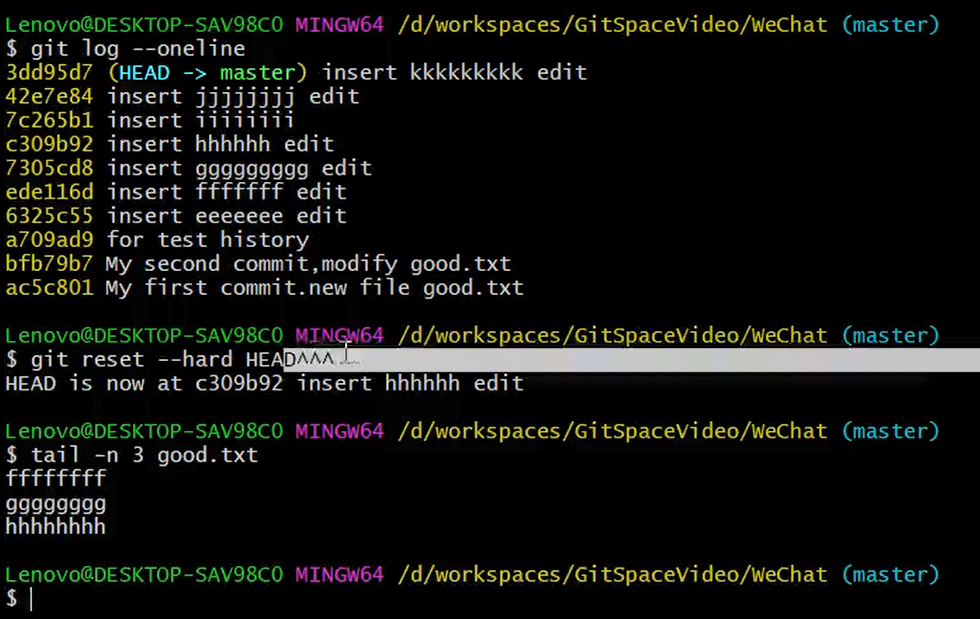 Lenovo@DESKTOP-SAV98C0 MINGW64 /d/workspaces/GitSpaceVideo/WeChat (master)
$ git log --oneline
3dd95d7 (HEAD -> master) insert kkkkkkkkk edit
42e7e84 insert jjjjjjjj edit
7c265b1 insert iiiiiiii
c309b92 insert hhhhhh edit
7305cd8 insert ggggggggg edit
ede116d insert fffffff edit
6325c55 insert eeeeeee edit
a709ad9 for test history
bfb79b7 My second commit,modify good.txt
ac5c801 My first commit.new file good.txt
Lenovo@DESKTOP-SAV98C0 MINGW64 /d/workspaces/GitSpaceVideo/WeChat (master)
$ git reset --hard HEAD^^^
HEAD is now at c309b92 insert hhhhhh edit
Lenovo@DESKTOP-SAV98C0 MINGW64 /d/workspaces/GitSpaceVideo/WeChat (master)
$ tail -n 3 good.txt
ffffffff
gggggggg
hhhhhhhh
Lenovo@DESKTOP-SAV98C0 MINGW64 /d/workspaces/GitSpaceVideo/WeChat (master)
$